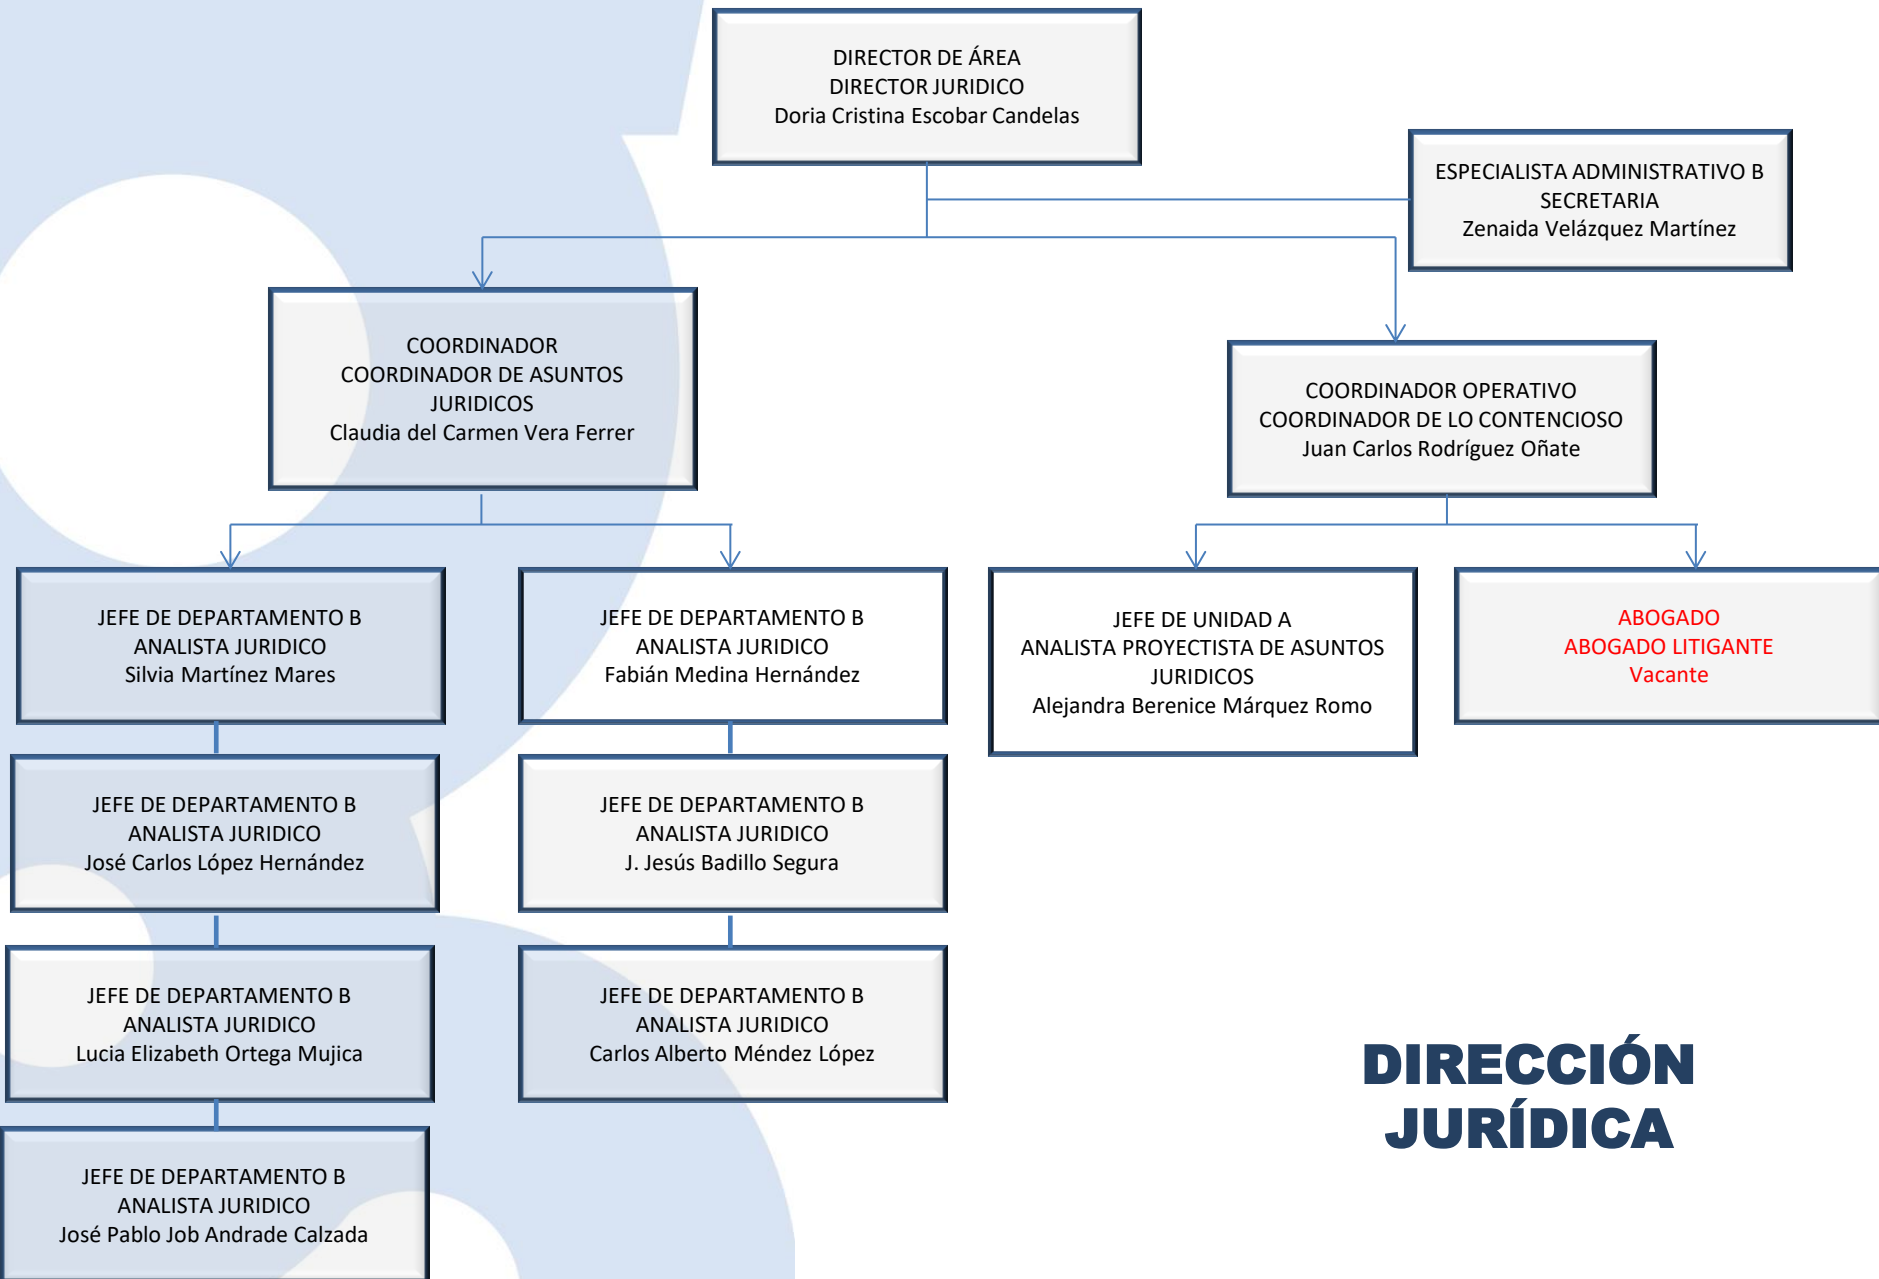 DIRECTOR DE ÁREA
DIRECTOR JURIDICO
Doria Cristina Escobar Candelas
ESPECIALISTA ADMINISTRATIVO B
SECRETARIA
Zenaida Velázquez Martínez
COORDINADOR
COORDINADOR DE ASUNTOS
JURIDICOS
Claudia del Carmen Vera Ferrer
COORDINADOR OPERATIVO
COORDINADOR DE LO CONTENCIOSO
Juan Carlos Rodríguez Oñate
JEFE DE DEPARTAMENTO B
ANALISTA JURIDICO
Silvia Martínez Mares
JEFE DE DEPARTAMENTO B
ANALISTA JURIDICO
Fabián Medina Hernández
JEFE DE UNIDAD A
ANALISTA PROYECTISTA DE ASUNTOS
JURIDICOS
Alejandra Berenice Márquez Romo
ABOGADO
ABOGADO LITIGANTE
Vacante
JEFE DE DEPARTAMENTO B
ANALISTA JURIDICO
José Carlos López Hernández
JEFE DE DEPARTAMENTO B
ANALISTA JURIDICO
J. Jesús Badillo Segura
JEFE DE DEPARTAMENTO B
ANALISTA JURIDICO
Lucia Elizabeth Ortega Mujica
JEFE DE DEPARTAMENTO B
ANALISTA JURIDICO
Carlos Alberto Méndez López
JEFE DE DEPARTAMENTO B
ANALISTA JURIDICO
José Pablo Job Andrade Calzada
DIRECCIÓN
JURÍDICA